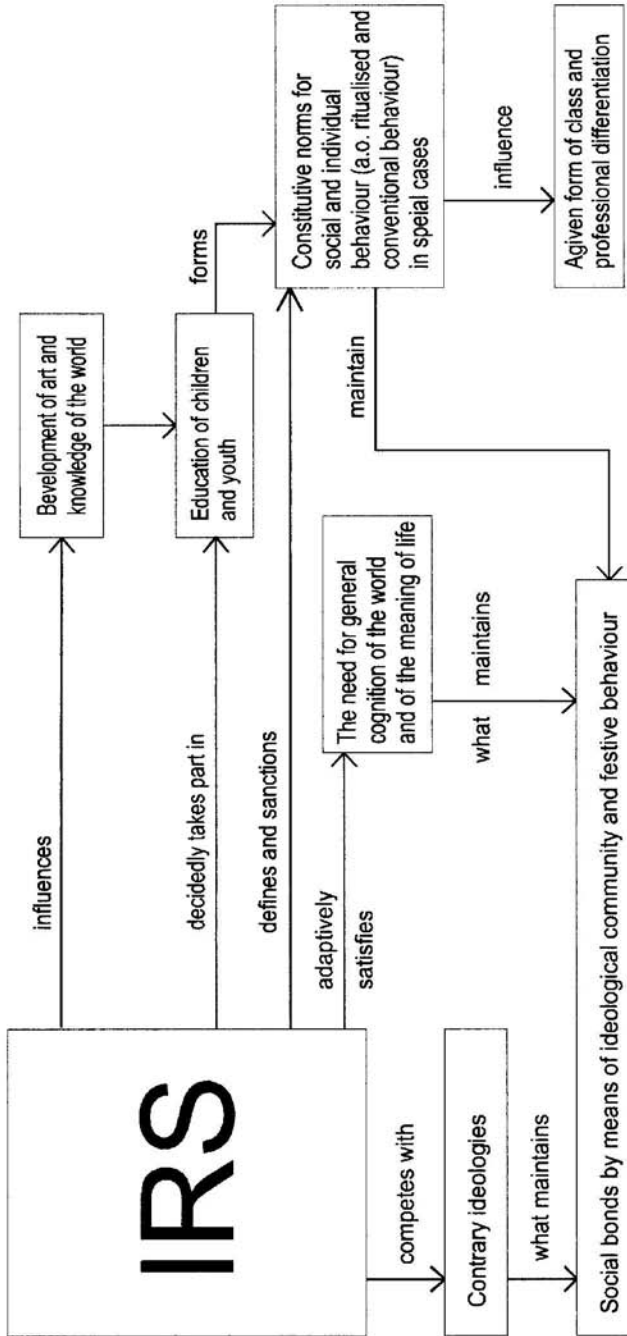 IRS
influences
Bevelopment of art and
knowledge of the world
decidedly takes part in
Education of children
and youth
forms
defines and sanctions
Constitutive norms for
social and individual
behaviour (a.o. ritualised and
conventional behaviour)
in speial cases
adaptively
satisfies
The need for general
cognition of the world
and of the meaning of life
maintain
influence
what
maintains
competes with
Contrary ideologies
what maintains
Social bonds by means of ideological community and festive behaviour
Agiven form of class and
professional differentiation